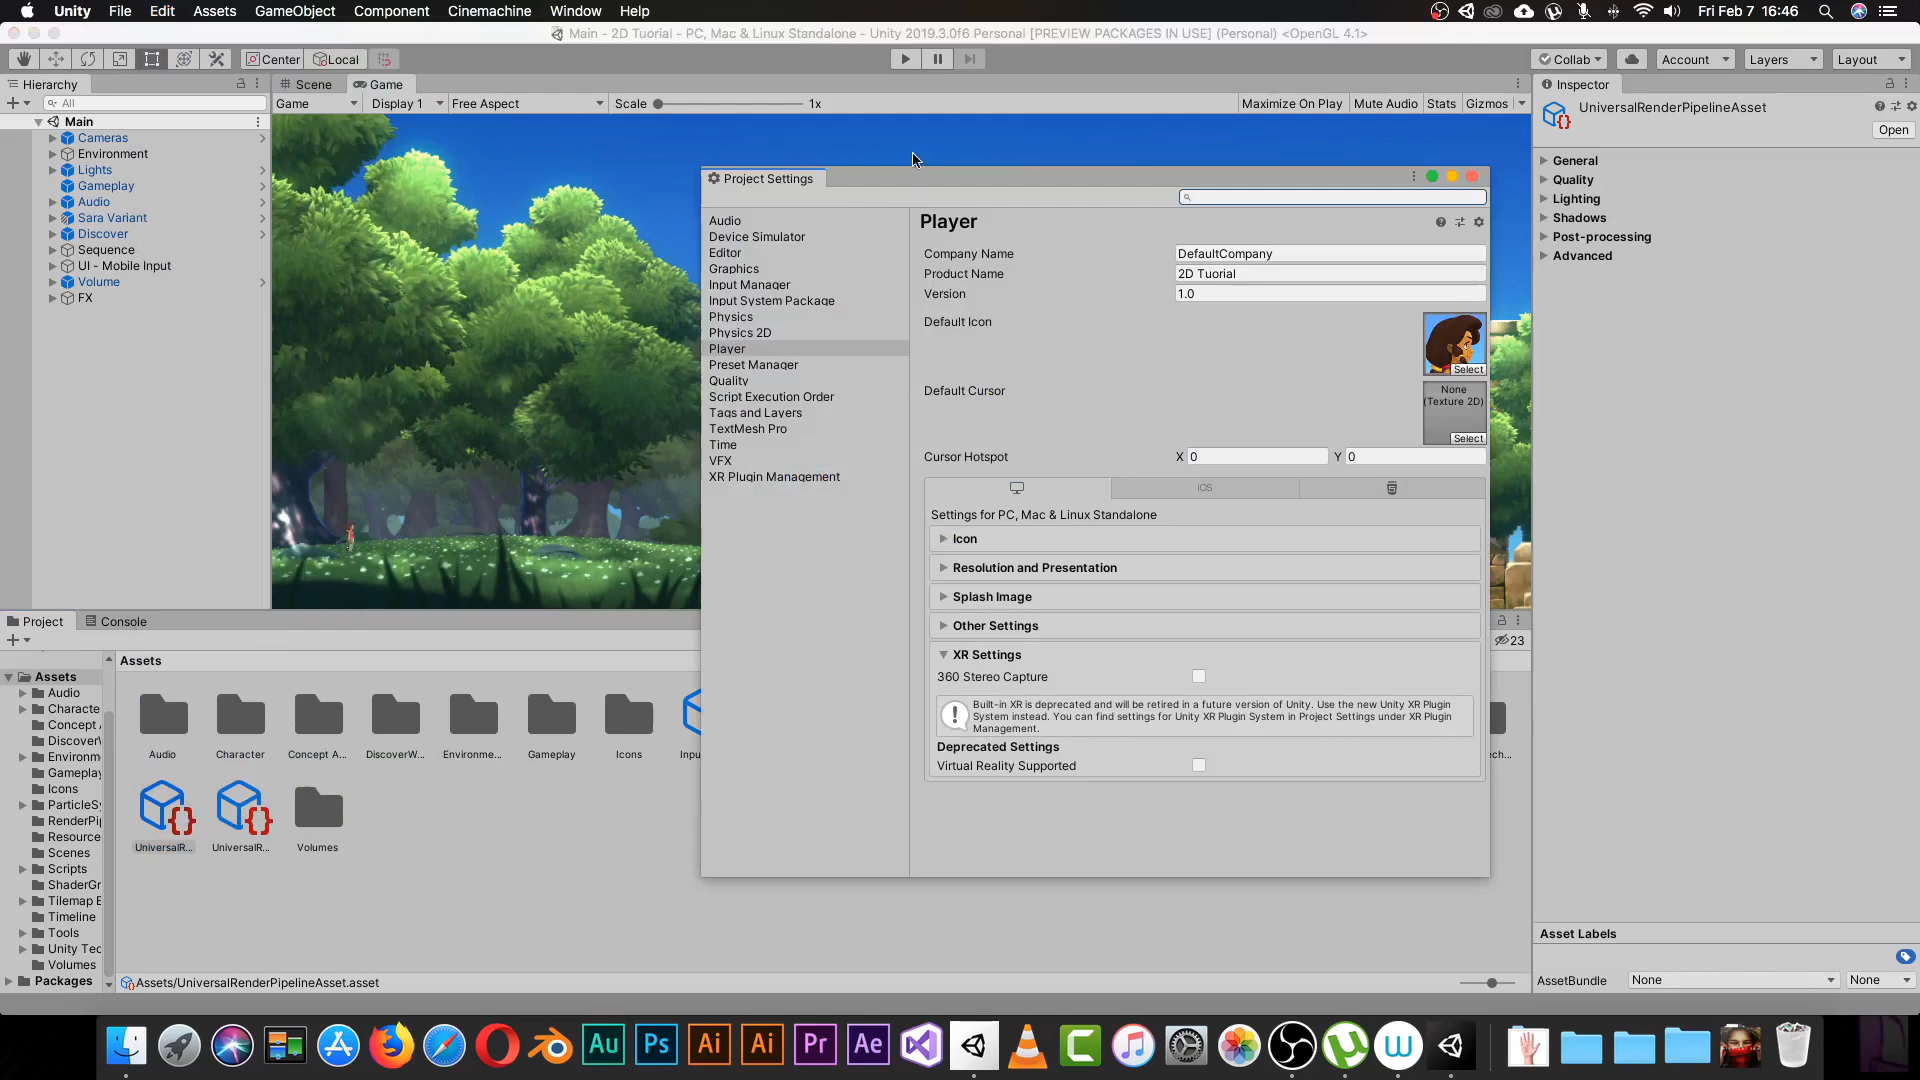 Unity File Edit Assets GameObject Component Cinemachine Window Help
Fri Feb 7 16:46
Main - 2D Tuorial - PC, Mac & Linux Standalone - Unity 2019.3.0f6 Personal [PREVIEW PACKAGES IN USE] (Personal) <OpenGL 4.1>
Center Local
Collab Account Layers Layout
Hierarchy
All
Main
Cameras
Environment
Lights
Gameplay
Audio
Sara Variant
Discover
Sequence
UI - Mobile Input
Volume
FX
Scene Game
Game Display 1 Free Aspect Scale 1x Maximize On Play Mute Audio Stats Gizmos
Project Settings
Audio
Device Simulator
Editor
Graphics
Input Manager
Input System Package
Physics
Physics 2D
Player
Preset Manager
Quality
Script Execution Order
Tags and Layers
TextMesh Pro
Time
VFX
XR Plugin Management
Player
Company Name DefaultCompany
Product Name 2D Tuorial
Version 1.0
Default Icon
Select
Default Cursor
None
(Texture 2D)
Select
Cursor Hotspot X 0 Y 0
iOS
Settings for PC, Mac & Linux Standalone
Icon
Resolution and Presentation
Splash Image
Other Settings
XR Settings
360 Stereo Capture
Built-in XR is deprecated and will be retired in a future version of Unity. Use the new Unity XR Plugin
System instead. You can find settings for Unity XR Plugin System in Project Settings under XR Plugin
Management.
Deprecated Settings
Virtual Reality Supported
Inspector
UniversalRenderPipelineAsset
Open
General
Quality
Lighting
Shadows
Post-processing
Advanced
Asset Labels
AssetBundle None None
Project Console
23
Assets
Audio
Characte
Concept
DiscoverV
Environm
Gameplay
Icons
ParticleSy
RenderPip
Resource
Scenes
Scripts
ShaderGr
Tilemap E
Timeline
Tools
Unity Tec
Volumes
Packages
Assets
Audio Character Concept A... DiscoverW... Environme... Gameplay Icons Inpu ech...
UniversalR... UniversalR... Volumes
Assets/UniversalRenderPipelineAsset.asset
Au Ps Ai Ai Pr Ae